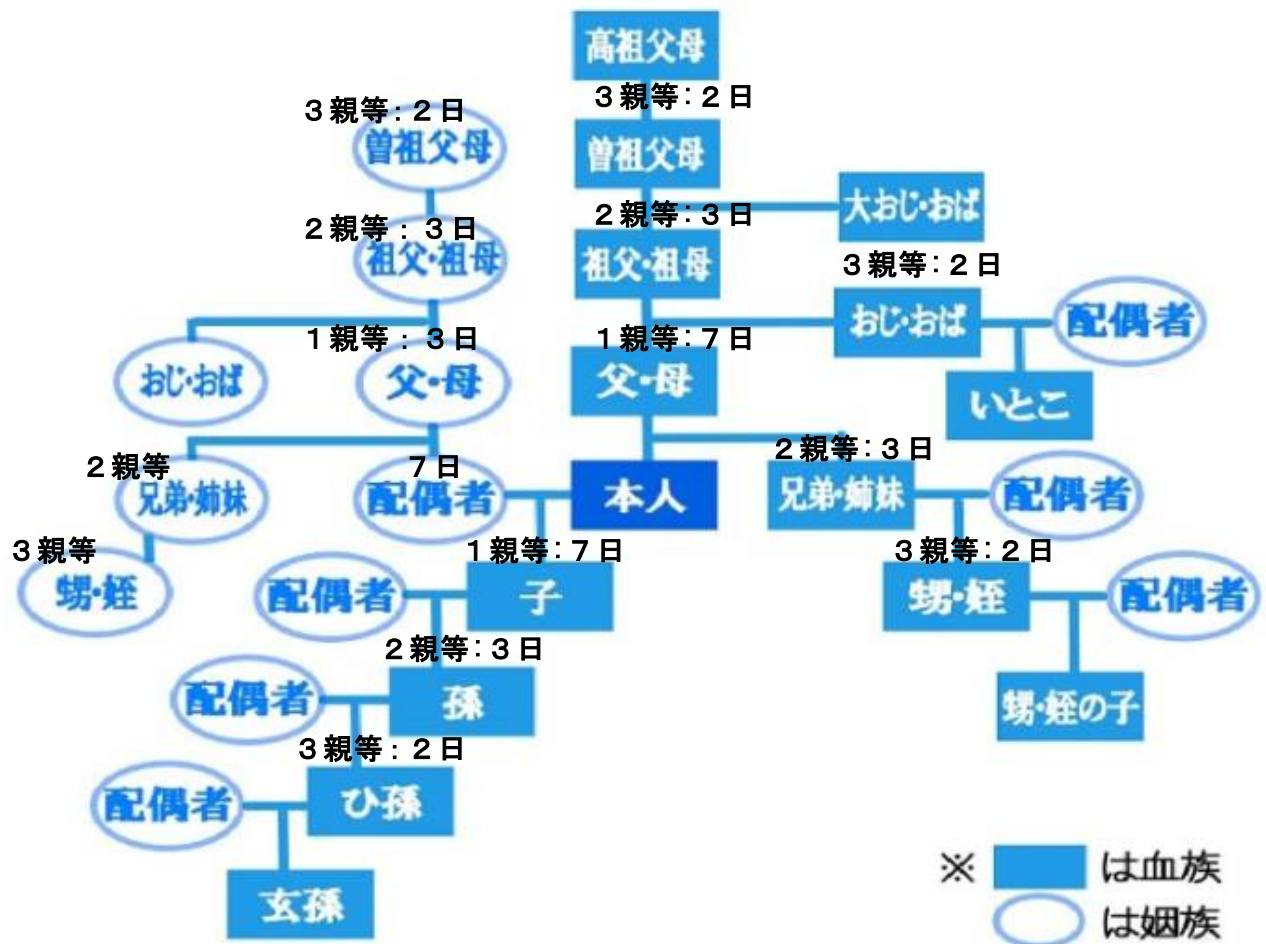 高祖父母
３親等：２日
３親等：２日
曽祖父母
曽祖父母
大おじ・おば
２親等：３日
２親等：３日
祖父・祖母
祖父・祖母
３親等：２日
おじ・おば
配偶者
１親等：３日
１親等：７日
おじ・おば
父・母
父・母
いとこ
２親等
７日
２親等：３日
兄弟・姉妹
配偶者
本人
兄弟・姉妹
配偶者
３親等
１親等：７日
３親等：２日
甥・姪
配偶者
子
甥・姪
配偶者
２親等：３日
配偶者
孫
甥・姪の子
３親等：２日
配偶者
ひ孫
玄孫
※ は血族
は姻族